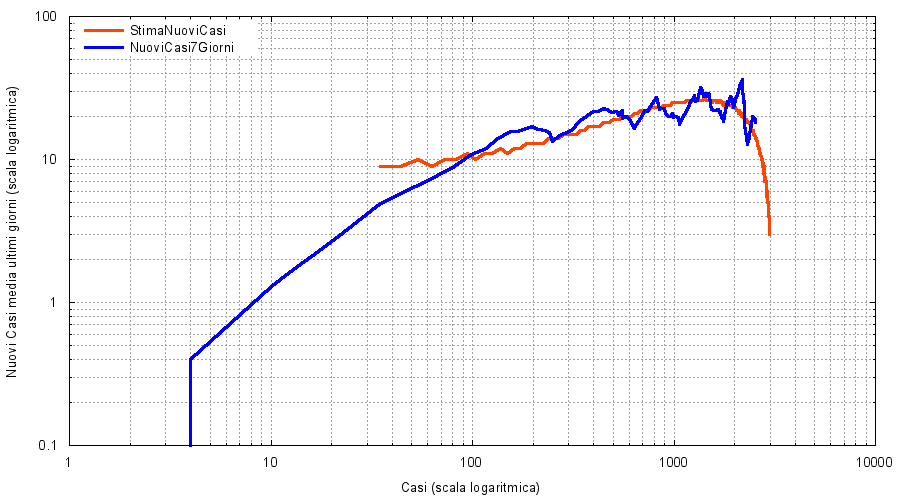 100
StimaNuoviCasi
NuoviCasi7Giorni
10
1
0.1
Nuovi Casi media ultimi giorni (scala logaritmica)
1
10
100
1000
10000
Casi (scala logaritmica)